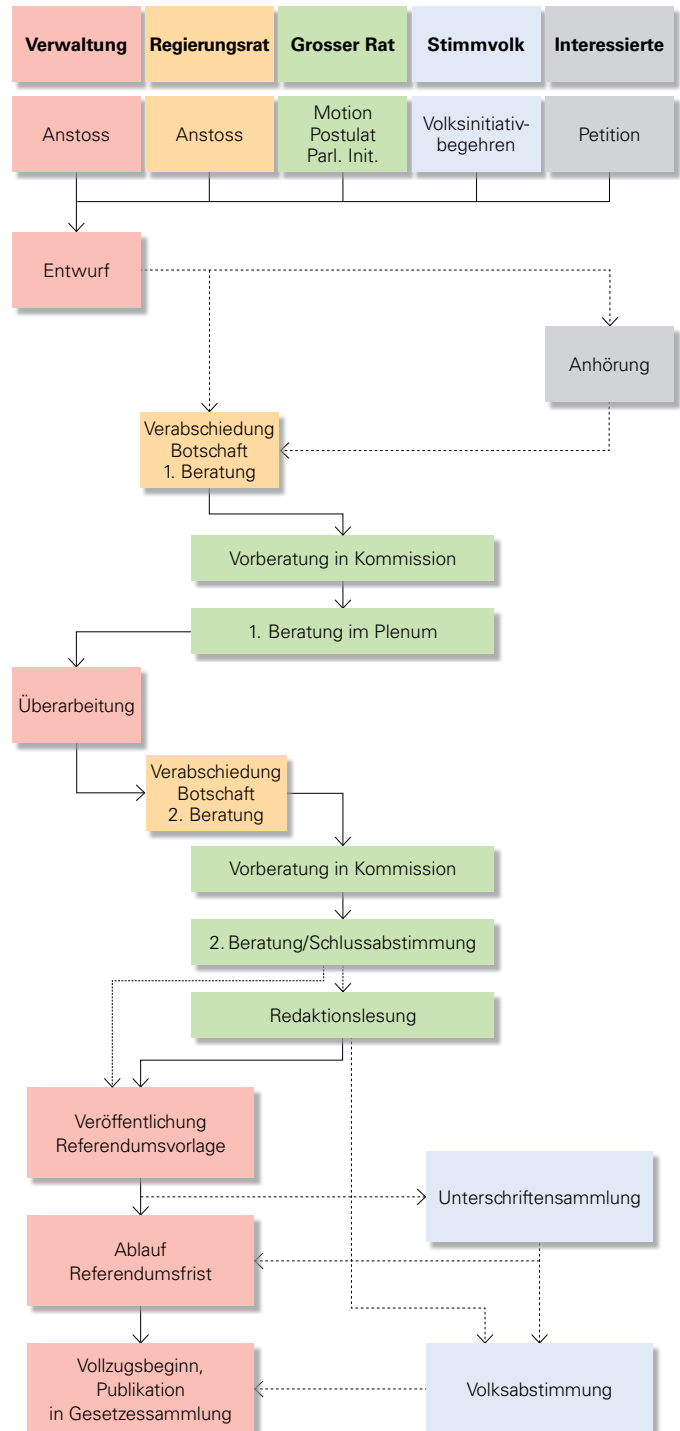 Verwaltung
Regierungsrat
Grosser Rat
Stimmvolk
Interessierte
Anstoss
Anstoss
Motion
Postulat
Parl. Init.
Volksinitiativ-
begehren
Petition
Entwurf
Anhörung
Verabschiedung
Botschaft
1. Beratung
Vorberatung in Kommission
1. Beratung im Plenum
Überarbeitung
Verabschiedung
Botschaft
2. Beratung
Vorberatung in Kommission
2. Beratung/Schlussabstimmung
Redaktionslesung
Veröffentlichung
Referendumsvorlage
Unterschriftensammlung
Ablauf
Referendumsfrist
Vollzugsbeginn,
Publikation
in Gesetzessammlung
Volksabstimmung